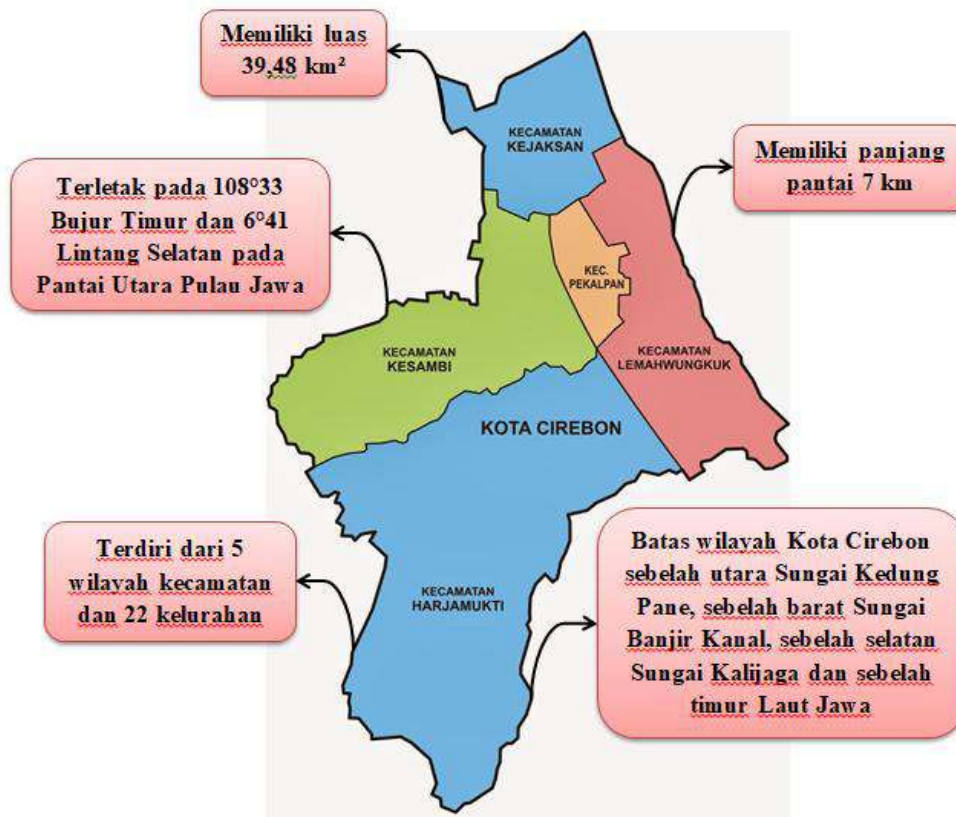 Memiliki luas
39,48 km²
KECAMATAN
KEJAKSAN
Memiliki panjang
pantai 7 km
Terletak pada 108°33
Bujur Timur dan 6°41
Lintang Selatan pada
Pantai Utara Pulau Jawa
KEC.
PEKALPAN
KECAMATAN
KESAMBI
KECAMATAN
LEMAHWUNGKUK
KOTA CIREBON
Terdiri dari 5
wilayah kecamatan
dan 22 kelurahan
KECAMATAN
HARJAMUKTI
Batas wilayah Kota Cirebon
sebelah utara Sungai Kedung
Pane, sebelah barat Sungai
Banjir Kanal, sebelah selatan
Sungai Kalijaga dan sebelah
timur Laut Jawa